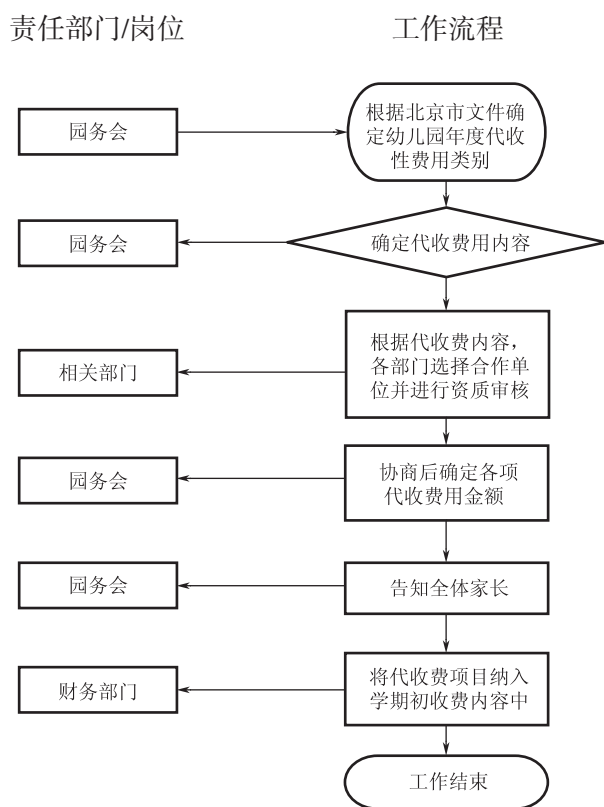 责任部门/岗位
工作流程
园务会
根据北京市文件确
定幼儿园年度代收
性费用类别
园务会
确定代收费用内容
相关部门
根据代收费内容，
各部门选择合作单
位并进行资质审核
园务会
协商后确定各项
代收费用金额
园务会
告知全体家长
财务部门
将代收费项目纳入
学期初收费内容中
工作结束